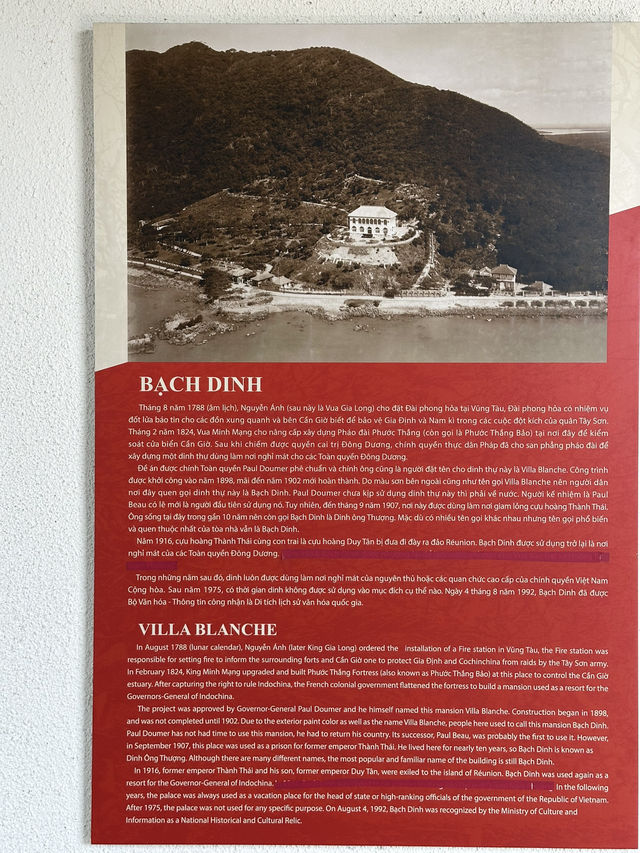 BẠCH DINH
Tháng 8 năm 1788 (âm lịch), Nguyễn Ánh (sau này là Vua Gia Long) cho đặt Đài phong hỏa tại Vũng Tàu, Đài phong hỏa có nhiệm vụ
đốt lửa báo tin cho các đồn xung quanh và bên Cần Giờ biết để bảo vệ Gia Định và Nam kì trong các cuộc đột kích của quân Tây Sơn.
Tháng 2 năm 1824, Vua Minh Mạng cho nâng cấp xây dựng Pháo đài Phước Thắng (còn gọi là Phước Thắng Bảo) tại nơi đây để kiểm
soát cửa biển Cần Giờ. Sau khi chiếm được quyền cai trị Đông Dương, chính quyền thực dân Pháp đã cho san phẳng pháo đài để
xây dựng một dinh thự dùng làm nơi nghỉ mát cho các Toàn quyền Đông Dương.
Đề án được chính Toàn quyền Paul Doumer phê chuẩn và chính ông cũng là người đặt tên cho dinh thự này là Villa Blanche. Công trình
được khởi công vào năm 1898, mãi đến năm 1902 mới hoàn thành. Do màu sơn bên ngoài cũng như tên gọi Villa Blanche nên người dân
nơi đây quen gọi dinh thự này là Bạch Dinh. Paul Doumer chưa kịp sử dụng dinh thự này thì phải về nước. Người kế nhiệm là Paul
Beau có lẽ mới là người đầu tiên sử dụng nó. Tuy nhiên, đến tháng 9 năm 1907, nơi này được dùng làm nơi giam lỏng cựu hoàng Thành Thái.
Ông sống tại đây trong gần 10 năm nên còn gọi Bạch Dinh là Dinh ông Thượng. Mặc dù có nhiều tên gọi khác nhau nhưng tên gọi phổ biến
và quen thuộc nhất của tòa nhà vẫn là Bạch Dinh.
Năm 1916, cựu hoàng Thành Thái cùng con trai là cựu hoàng Duy Tân bị đưa đi đày ra đảo Réunion. Bạch Dinh được sử dụng trở lại là nơi
nghỉ mát của các Toàn quyền Đông Dương.
Trong những năm sau đó, dinh luôn được dùng làm nơi nghỉ mát của nguyên thủ hoặc các quan chức cao cấp của chính quyền Việt Nam
Cộng hòa. Sau năm 1975, có thời gian dinh không được sử dụng vào mục đích cụ thể nào. Ngày 4 tháng 8 năm 1992, Bạch Dinh đã được
Bộ Văn hóa - Thông tin công nhận là Di tích lịch sử văn hóa quốc gia.
VILLA BLANCHE
In August 1788 (lunar calendar), Nguyễn Ánh (later King Gia Long) ordered the installation of a Fire station in Vũng Tàu, the Fire station was
responsible for setting fire to inform the surrounding forts and Cần Giờ one to protect Gia Định and Cochinchina from raids by the Tây Sơn army.
In February 1824, King Minh Mạng upgraded and built Phước Thắng Fortress (also known as Phước Thắng Bảo) at this place to control the Cần Giờ
estuary. After capturing the right to rule Indochina, the French colonial government flattened the fortress to build a mansion used as a resort for the
Governors-General of Indochina.
The project was approved by Governor-General Paul Doumer and he himself named this mansion Villa Blanche. Construction began in 1898,
and was not completed until 1902. Due to the exterior paint color as well as the name Villa Blanche, people here used to call this mansion Bạch Dinh.
Paul Doumer has not had time to use this mansion, he had to return his country. Its successor, Paul Beau, was probably the first to use it. However,
in September 1907, this place was used as a prison for former emperor Thành Thái. He lived here for nearly ten years, so Bạch Dinh is known as
Dinh Ông Thượng. Although there are many different names, the most popular and familiar name of the building is still Bạch Dinh.
In 1916, former emperor Thành Thái and his son, former emperor Duy Tân, were exiled to the island of Réunion. Bạch Dinh was used again as a
resort for the Governor-General of Indochina. In the following
years, the palace was always used as a vacation place for the head of state or high-ranking officials of the government of the Republic of Vietnam.
After 1975, the palace was not used for any specific purpose. On August 4, 1992, Bạch Dinh was recognized by the Ministry of Culture and
Information as a National Historical and Cultural Relic.